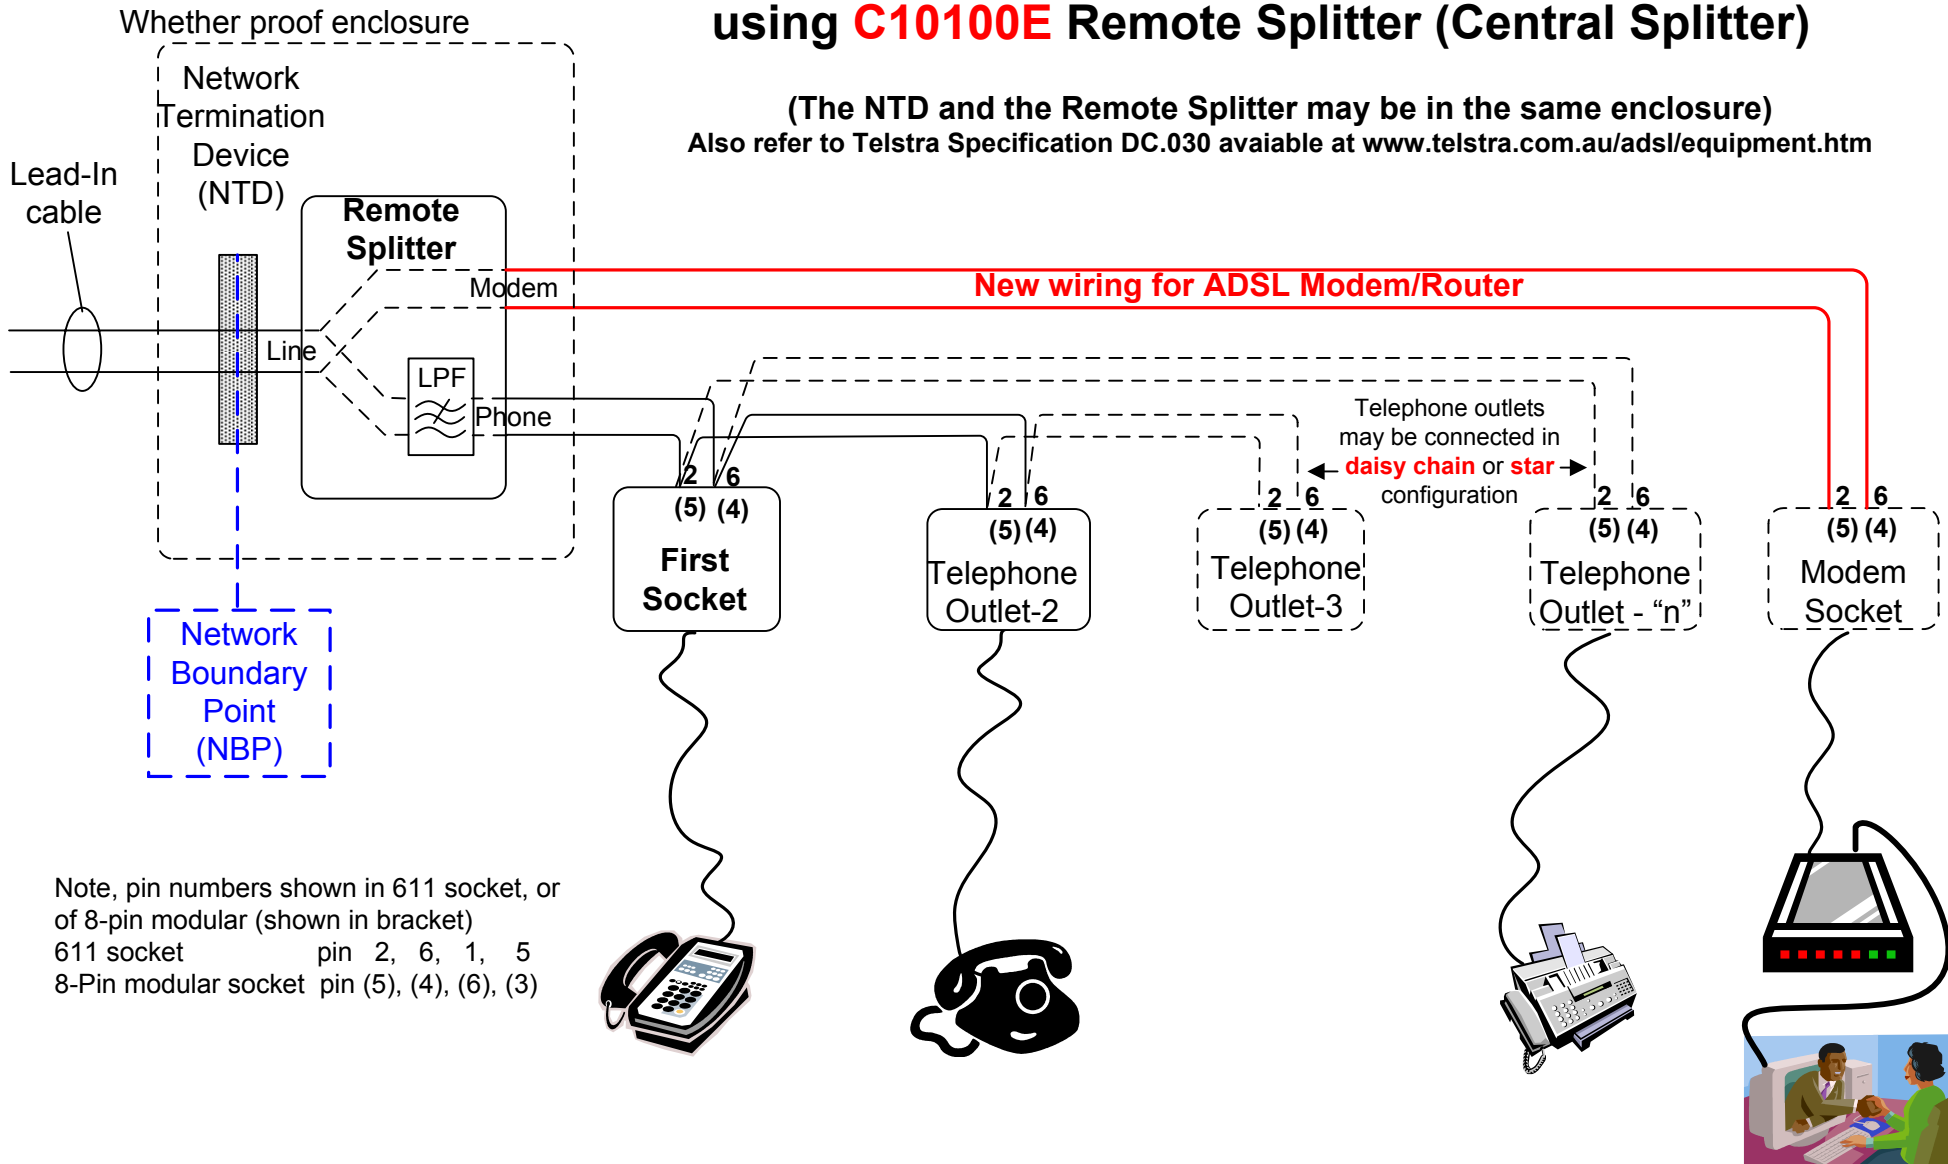 using C10100E Remote Splitter (Central Splitter)
(The NTD and the Remote Splitter may be in the same enclosure)
Also refer to Telstra Specification DC.030 avaiable at www.telstra.com.au/adsl/equipment.htm
Whether proof enclosure
Network
Termination
Device
(NTD)
Lead-In
cable
Remote
Splitter
Modem
Line
LPF
Phone
New wiring for ADSL Modem/Router
Telephone outlets
may be connected in
daisy chain or star
configuration
2 6
(5) (4)
First
Socket
2 6
(5) (4)
Telephone
Outlet-2
2 6
(5) (4)
Telephone
Outlet-3
2 6
(5) (4)
Telephone
Outlet - “n”
2 6
(5) (4)
Modem
Socket
Network
Boundary
Point
(NBP)
Note, pin numbers shown in 611 socket, or
of 8-pin modular (shown in bracket)
611 socket pin 2, 6, 1, 5
8-Pin modular socket pin (5), (4), (6), (3)